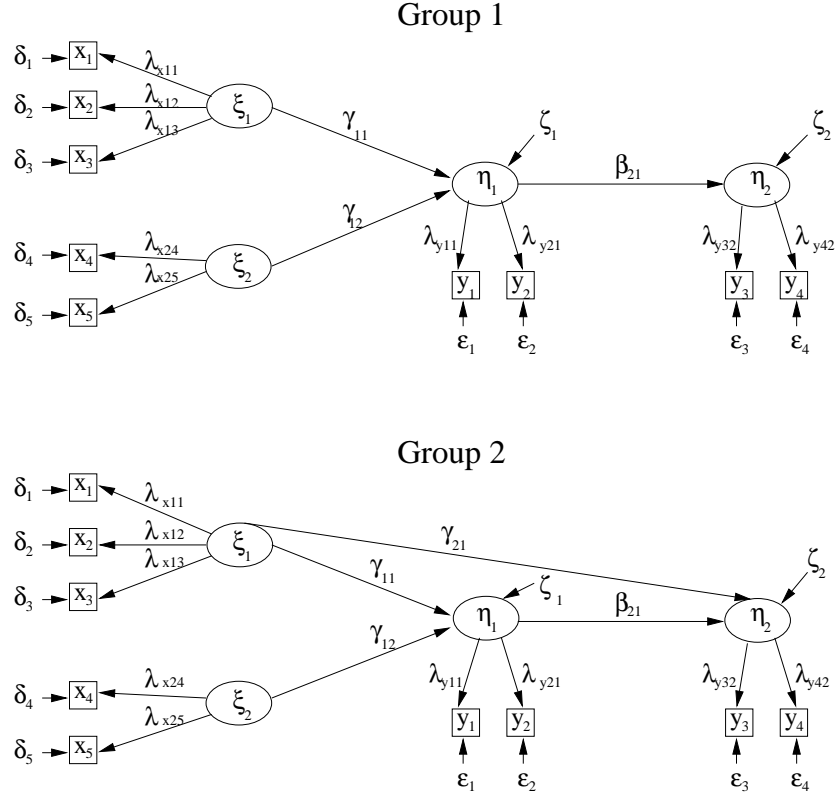 Group 1
δ₁ x₁ λₓ₁₁
δ₂ x₂ λₓ₁₂ ξ₁
λₓ₁₃
δ₃ x₃
γ₁₁
ζ₁ ζ₂
η₁ β₂₁ η₂
γ₁₂
δ₄ x₄ λₓ₂₄
ξ₂
δ₅ x₅ λₓ₂₅
λy₁₁ λy₂₁ λy₃₂ λy₄₂
y₁ y₂ y₃ y₄
ε₁ ε₂ ε₃ ε₄
Group 2
δ₁ x₁ λₓ₁₁
δ₂ x₂ λₓ₁₂ ξ₁
λₓ₁₃
δ₃ x₃
γ₂₁
γ₁₁
ζ₁ ζ₂
η₁ β₂₁ η₂
γ₁₂
δ₄ x₄ λₓ₂₄
ξ₂
δ₅ x₅ λₓ₂₅
λy₁₁ λy₂₁ λy₃₂ λy₄₂
y₁ y₂ y₃ y₄
ε₁ ε₂ ε₃ ε₄